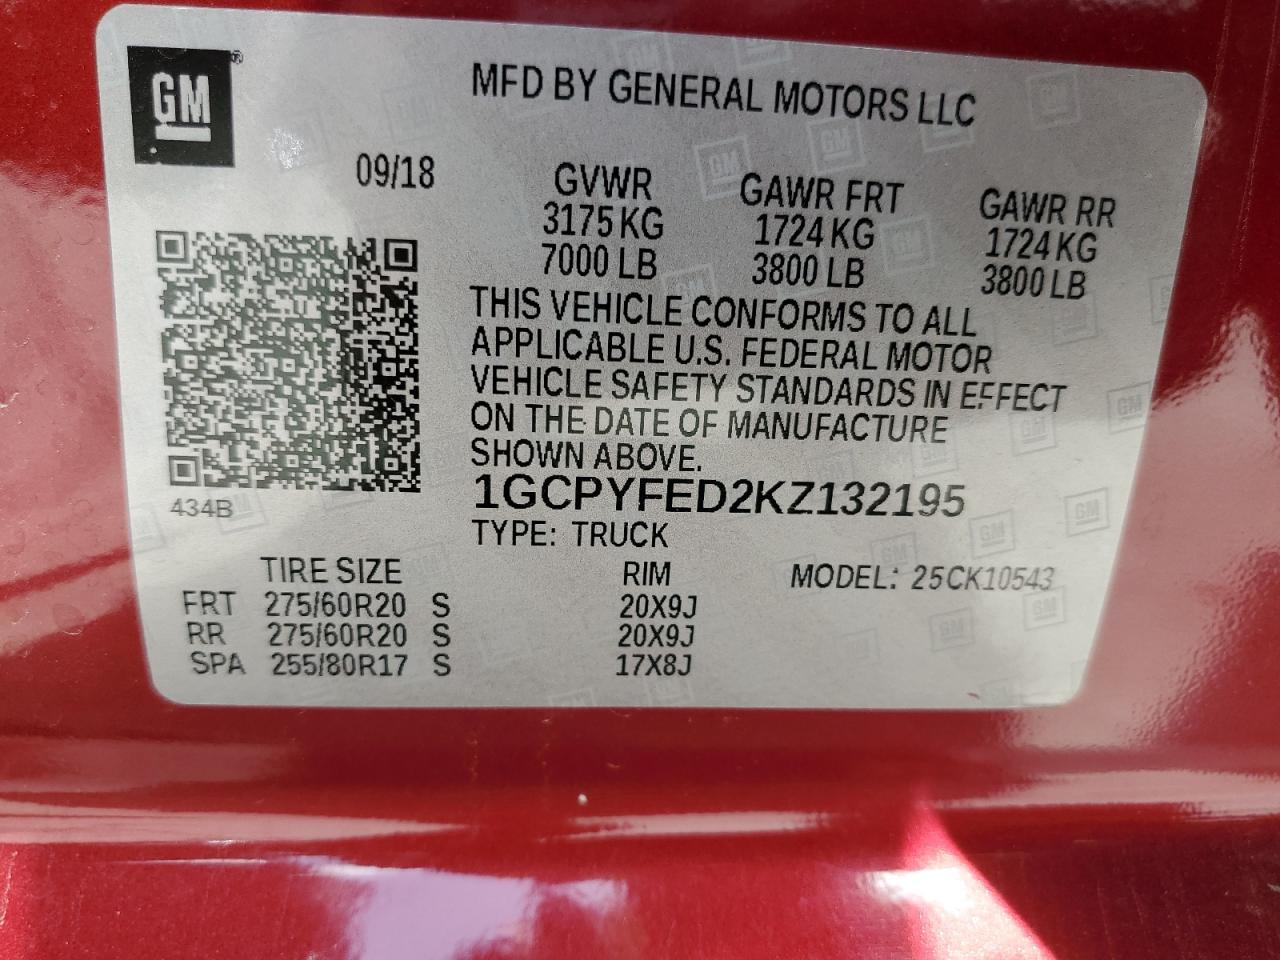 GM
MFD BY GENERAL MOTORS LLC
09/18
GVWR GAWR FRT GAWR RR
3175 KG 1724 KG 1724 KG
7000 LB 3800 LB 3800 LB
THIS VEHICLE CONFORMS TO ALL
APPLICABLE U.S. FEDERAL MOTOR
VEHICLE SAFETY STANDARDS IN EFFECT
ON THE DATE OF MANUFACTURE
SHOWN ABOVE.
1GCPYFED2KZ132195
434B
TYPE: TRUCK
TIRE SIZE RIM MODEL: 25CK10543
FRT 275/60R20 S 20X9J
RR 275/60R20 S 20X9J
SPA 255/80R17 S 17X8J